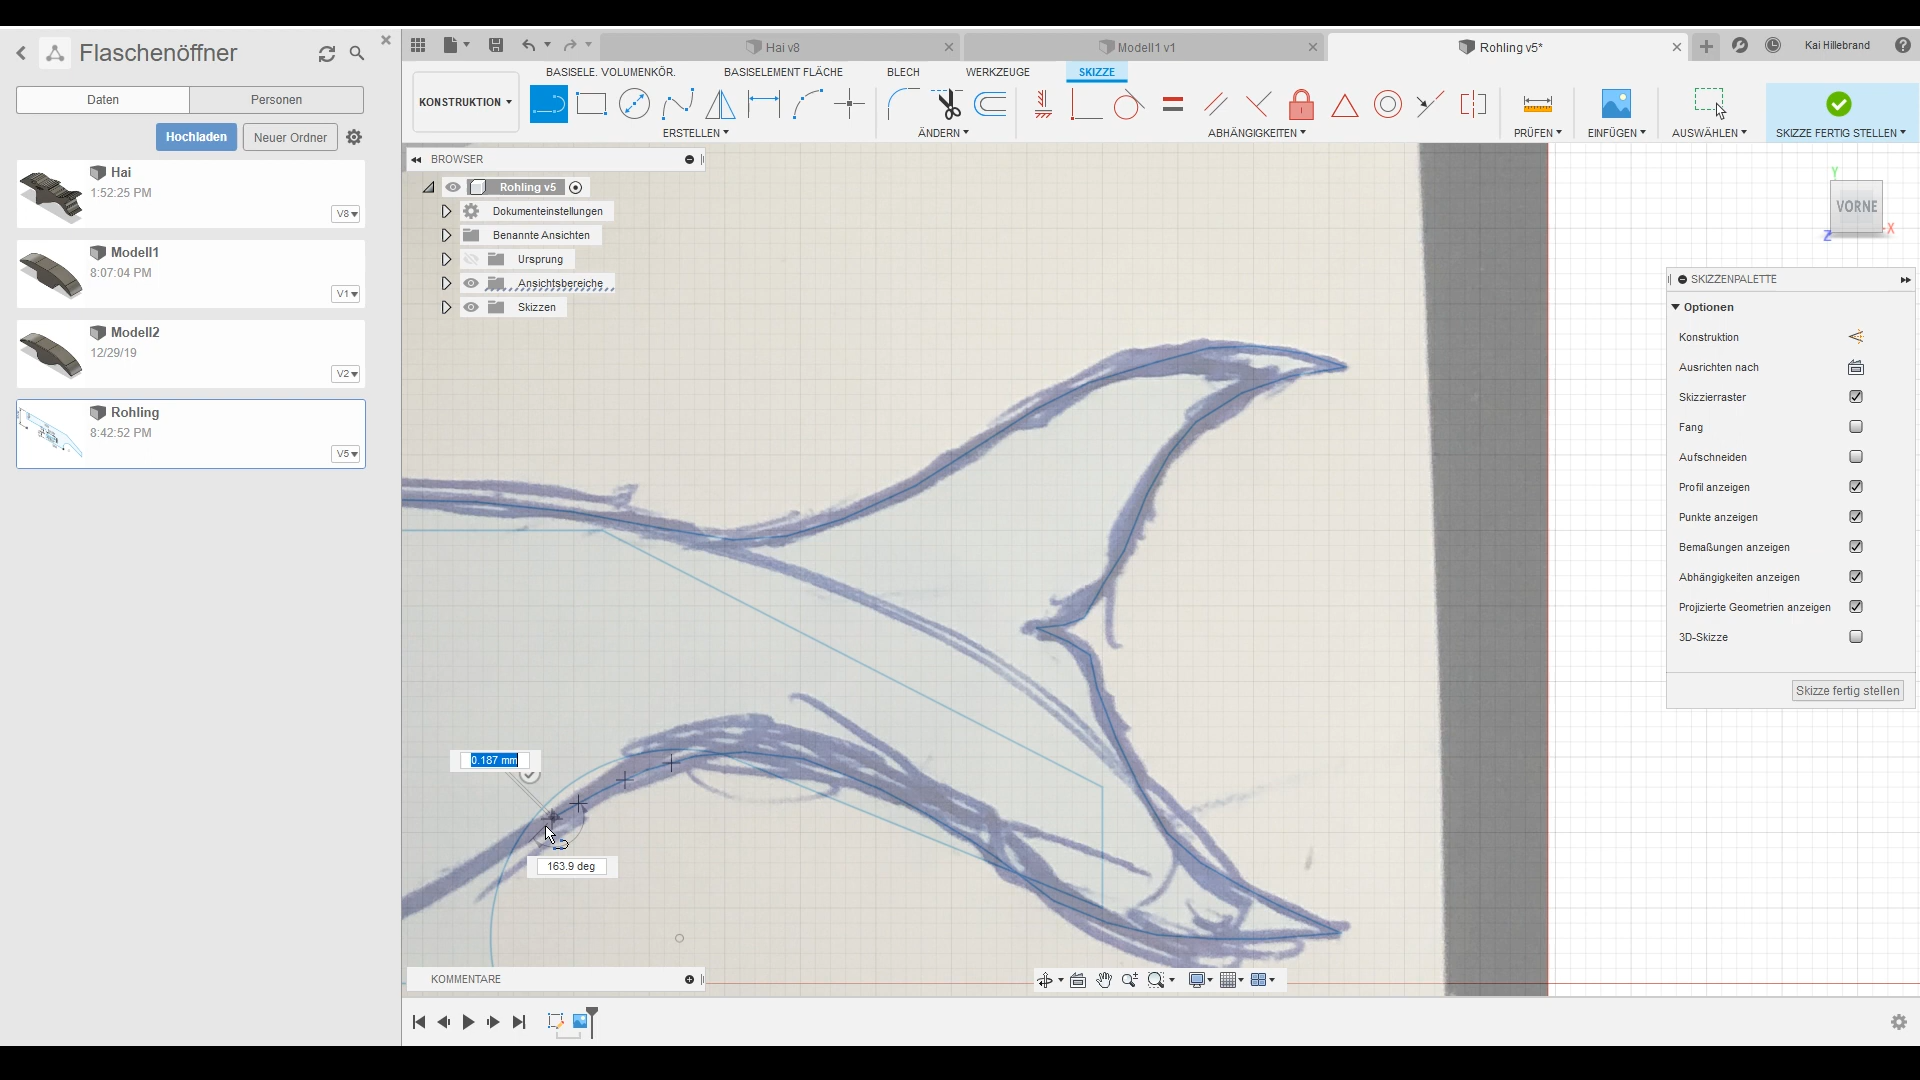 Flaschenöffner
Daten
Personen
Hochladen
Neuer Ordner
Hai
1:52:25 PM
V8
Modell1
8:07:04 PM
V1
Modell2
12/29/19
V2
Rohling
8:42:52 PM
V5
Hai v8
Modell1 v1
Rohling v5*
Kai Hillebrand
BASISELE. VOLUMENKÖR.
BASISELEMENT FLÄCHE
BLECH
WERKZEUGE
SKIZZE
KONSTRUKTION
ERSTELLEN
ÄNDERN
ABHÄNGIGKEITEN
PRÜFEN
EINFÜGEN
AUSWÄHLEN
SKIZZE FERTIG STELLEN
BROWSER
Rohling v5
Dokumenteinstellungen
Benannte Ansichten
Ursprung
Ansichtsbereiche
Skizzen
Y
VORNE
X
Z
SKIZZENPALETTE
Optionen
Konstruktion
Ausrichten nach
Skizzierraster
Fang
Aufschneiden
Profil anzeigen
Punkte anzeigen
Bemaßungen anzeigen
Abhängigkeiten anzeigen
Projizierte Geometrien anzeigen
3D-Skizze
Skizze fertig stellen
0.187 mm
163.9 deg
KOMMENTARE